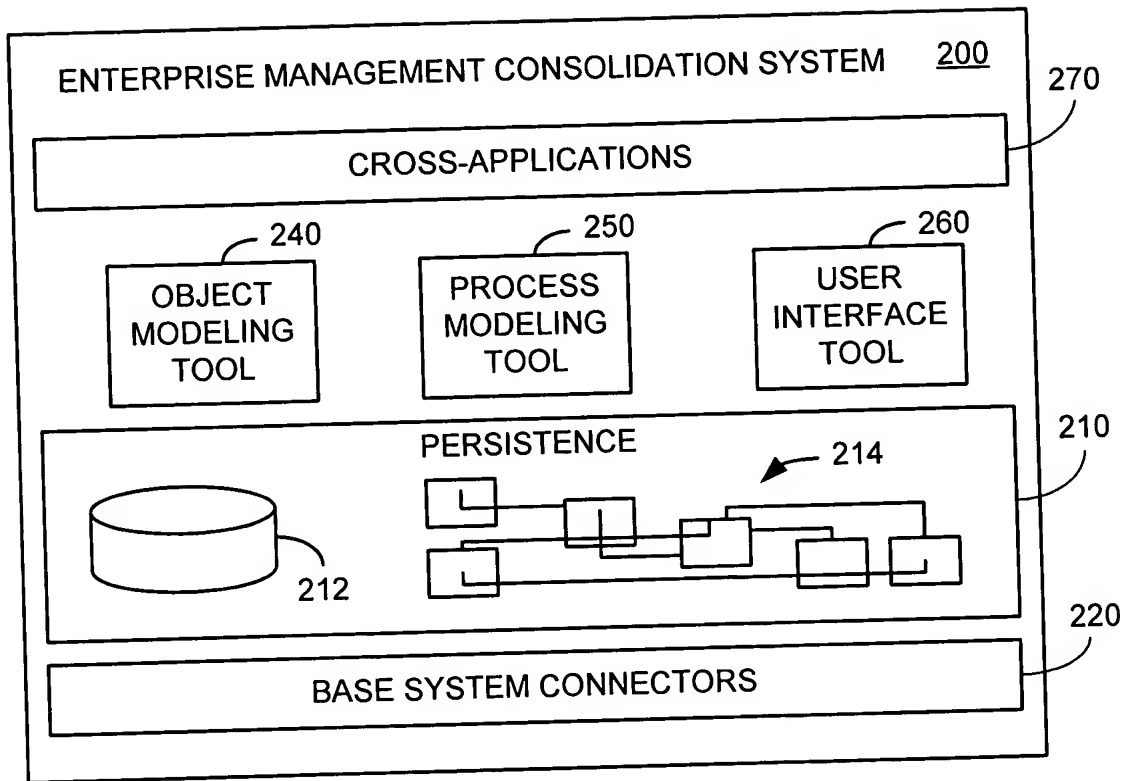 ENTERPRISE MANAGEMENT CONSOLIDATION SYSTEM 200
270
CROSS-APPLICATIONS
240
250
260
OBJECT
MODELING
TOOL
PROCESS
MODELING
TOOL
USER
INTERFACE
TOOL
210
PERSISTENCE
214
212
220
BASE SYSTEM CONNECTORS